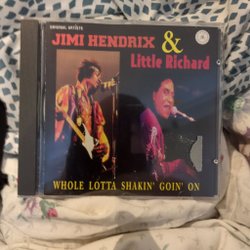 ORIGINAL ARTISTS
JIMI HENDRIX &
Little Richard
WHOLE LOTTA SHAKIN' GOIN' ON